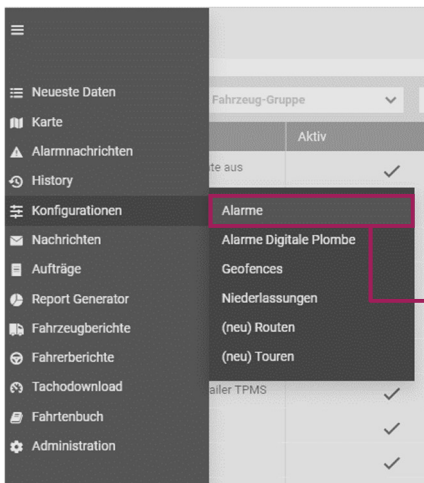 Neueste Daten
Fahrzeug-Gruppe
Karte
Aktiv
Alarmnachrichten
te aus
History
Konfigurationen
Alarme
Nachrichten
Alarme Digitale Plombe
Aufträge
Geofences
Report Generator
Niederlassungen
Fahrzeugberichte
(neu) Routen
Fahrerberichte
(neu) Touren
Tachodownload
ailer TPMS
Fahrtenbuch
Administration